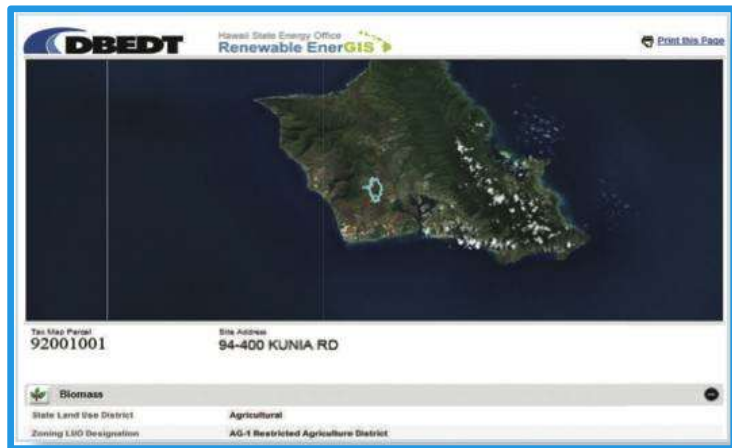 DBEDT
Hawaii State Energy Office
Renewable EnerGIS
Print this Page
Tax Map Parcel
92001001
Site Address
94-400 KUNIA RD
Biomass
State Land Use District Agricultural
Zoning LUO Designation AG-1 Restricted Agriculture District